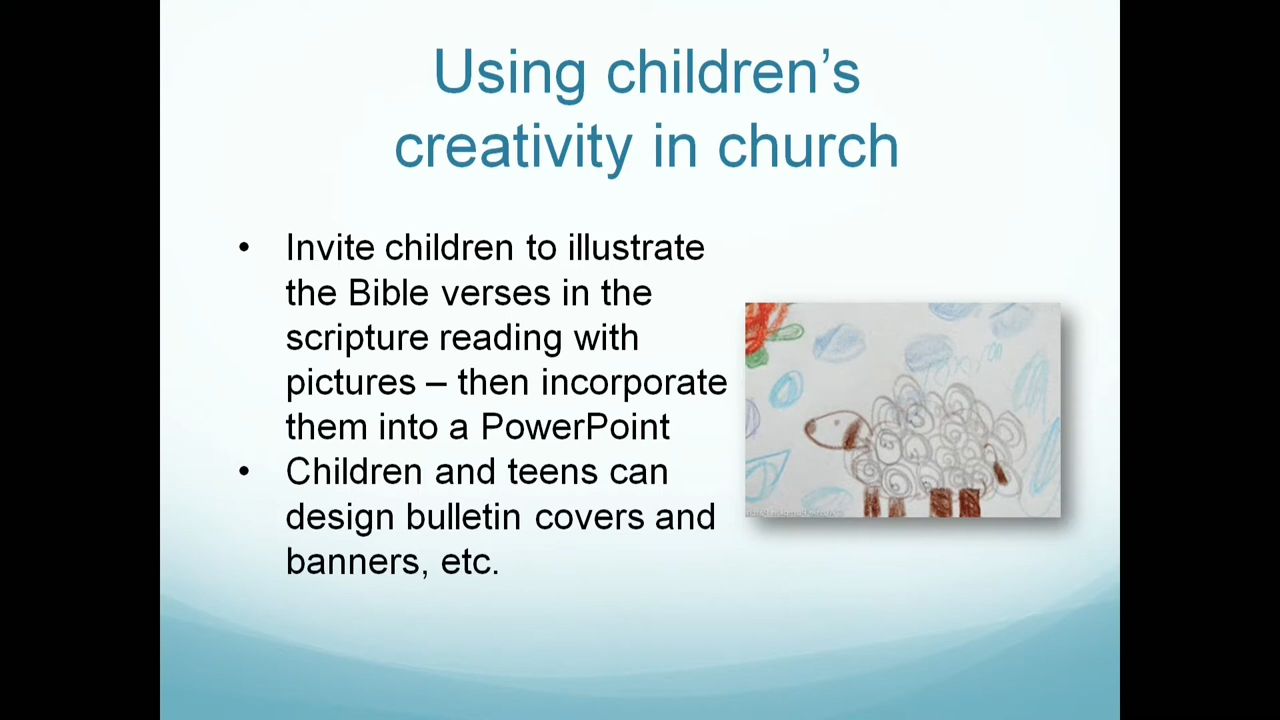 Using children’s
creativity in church
• Invite children to illustrate
the Bible verses in the
scripture reading with
pictures – then incorporate
them into a PowerPoint
• Children and teens can
design bulletin covers and
banners, etc.